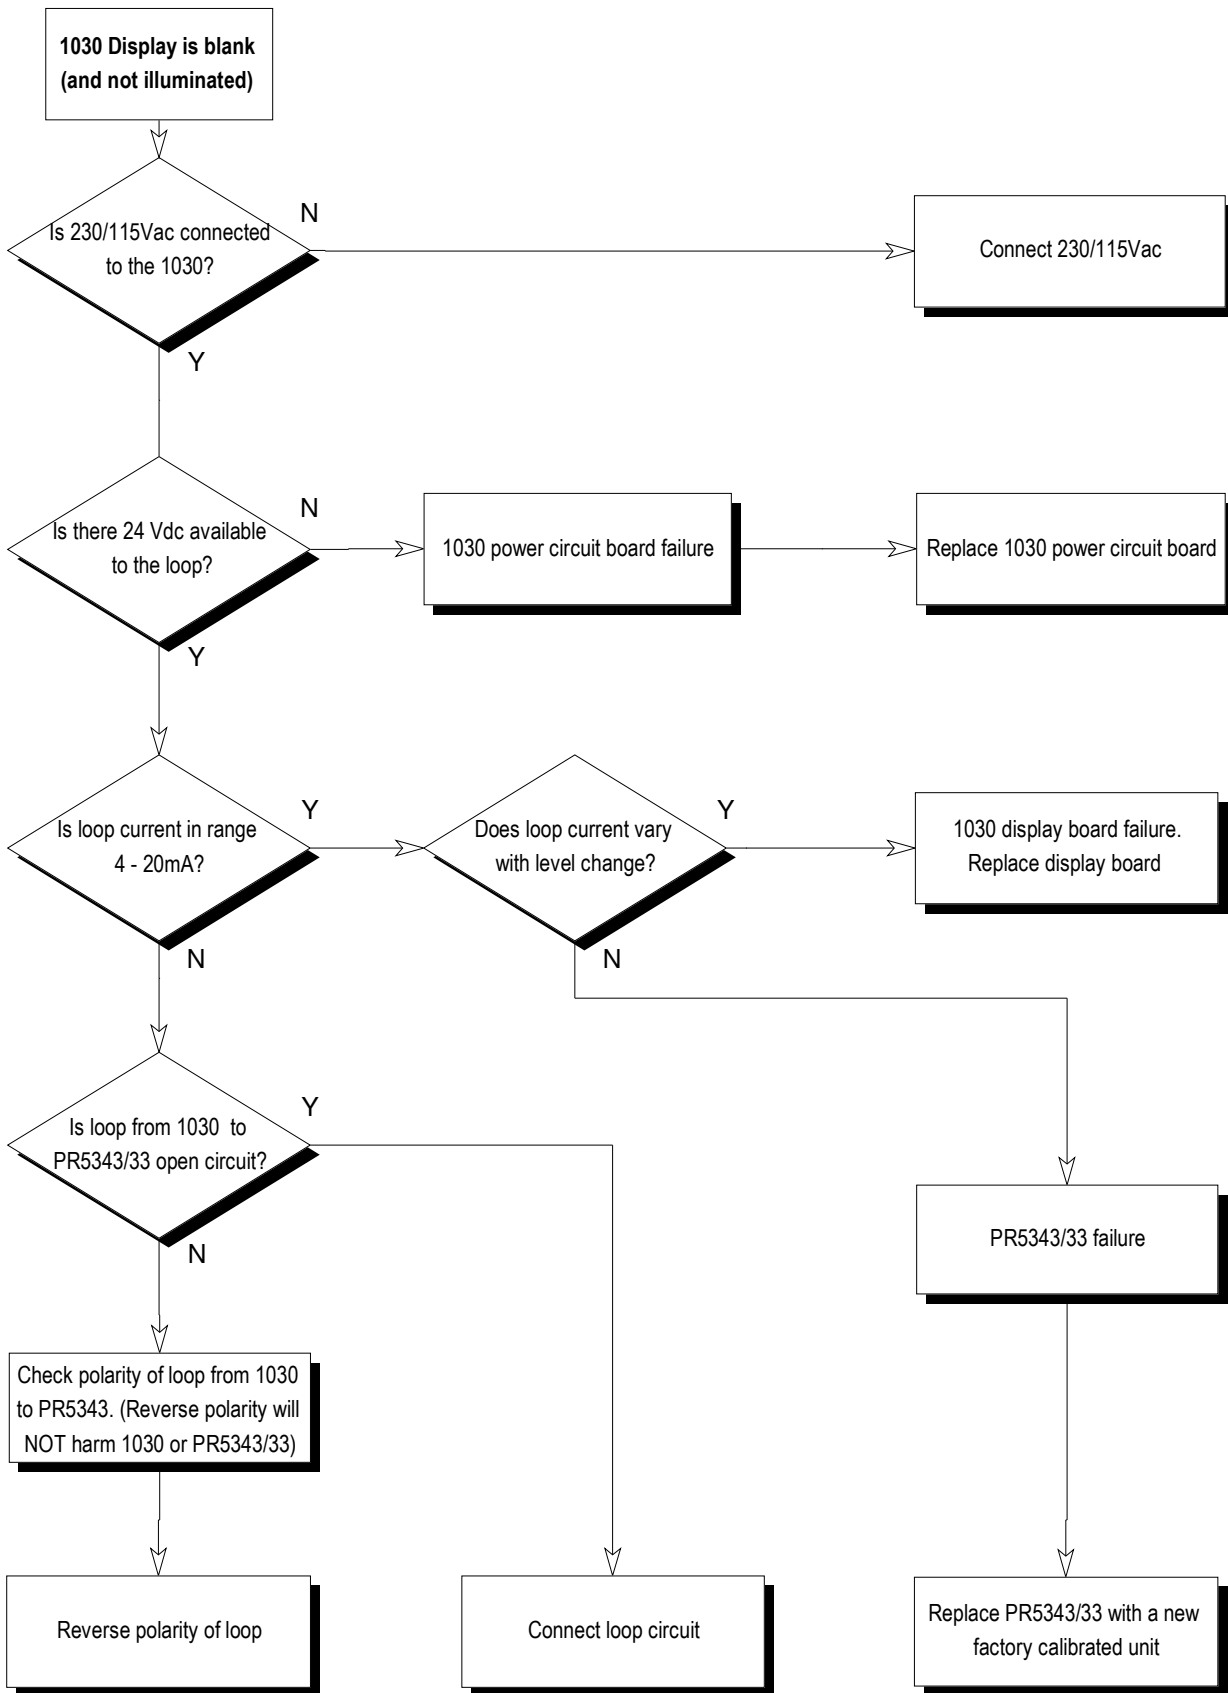 1030 Display is blank
(and not illuminated)
Is 230/115Vac connected
to the 1030?
N
Connect 230/115Vac
Y
Is there 24 Vdc available
to the loop?
N
1030 power circuit board failure
Replace 1030 power circuit board
Y
Is loop current in range
4 - 20mA?
Y
Does loop current vary
with level change?
Y
1030 display board failure.
Replace display board
N
N
Is loop from 1030 to
PR5343/33 open circuit?
Y
PR5343/33 failure
N
Check polarity of loop from 1030
to PR5343. (Reverse polarity will
NOT harm 1030 or PR5343/33)
Reverse polarity of loop
Connect loop circuit
Replace PR5343/33 with a new
factory calibrated unit